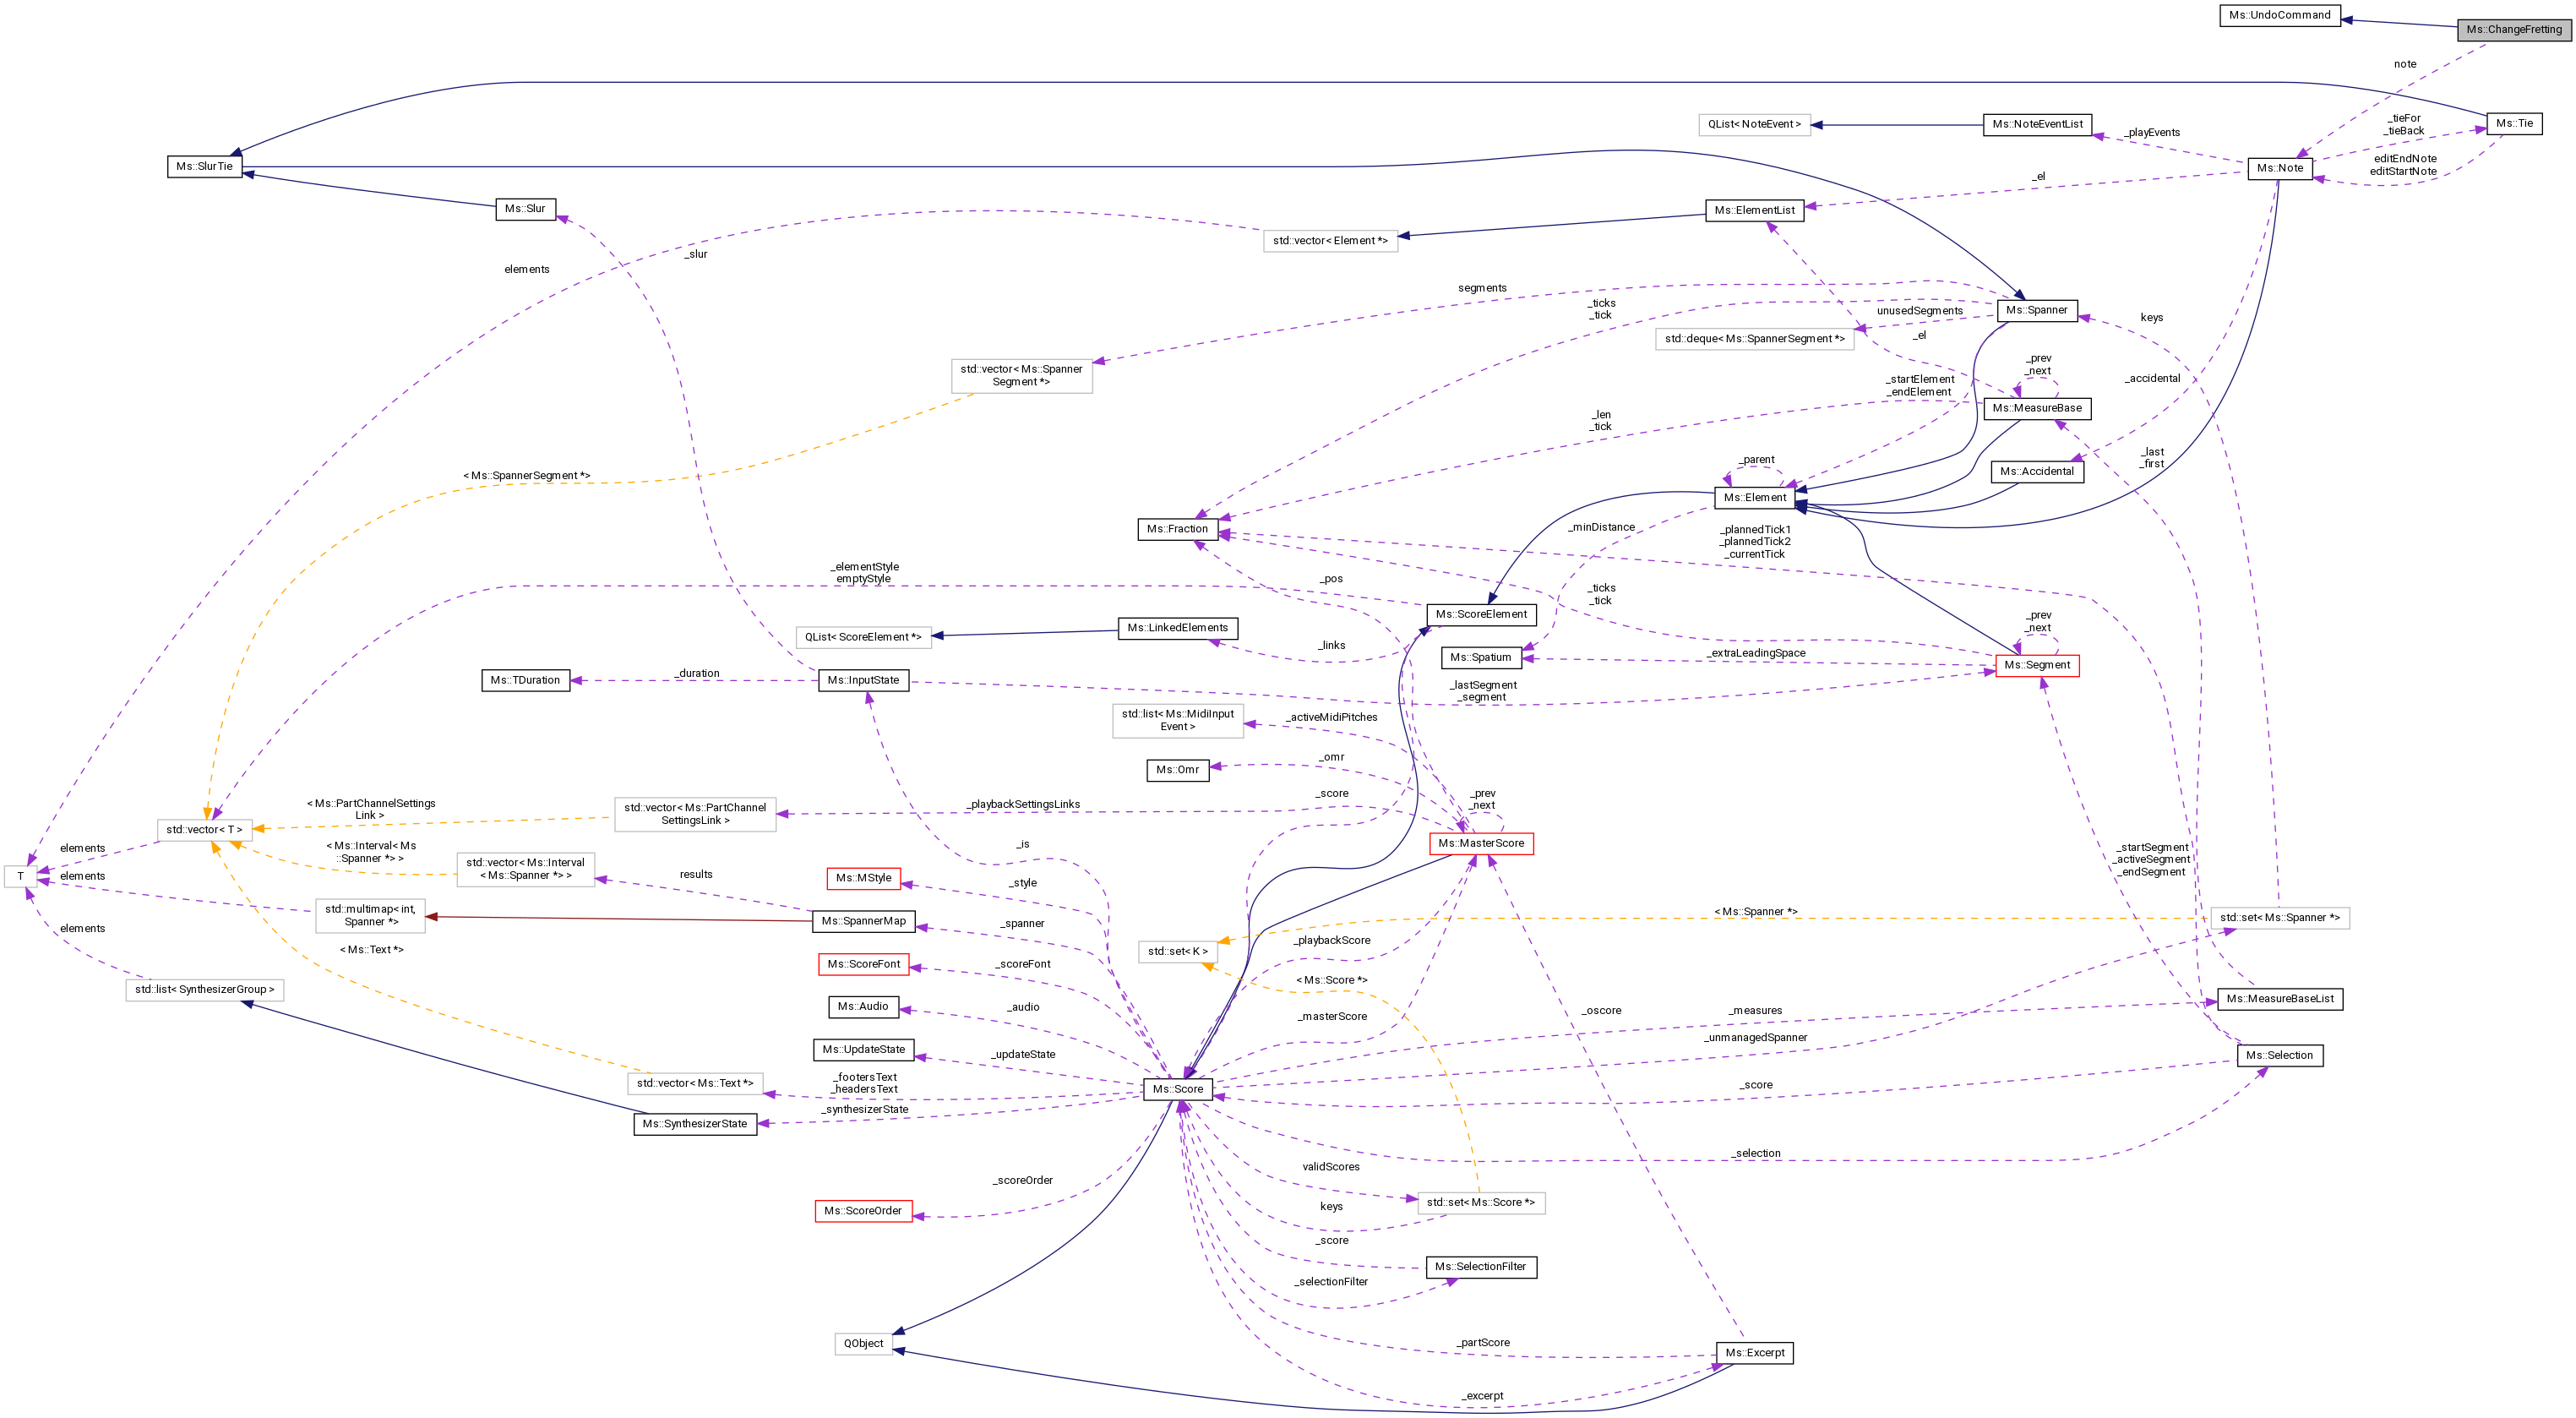 Ms::UndoCommand
Ms::ChangeFretting
note
QList< NoteEvent >
Ms::NoteEventList
_playEvents
_tieFor
_tieBack
Ms::Tie
Ms::SlurTie
editEndNote
editStartNote
Ms::Note
_el
Ms::Slur
Ms::ElementList
std::vector< Element *>
_slur
elements
segments
_ticks
_tick
unusedSegments
Ms::Spanner
keys
std::deque< Ms::SpannerSegment *>
_el
std::vector< Ms::Spanner
Segment *>
_prev
_next
_startElement
_endElement
_accidental
_len
_tick
Ms::MeasureBase
_last
_first
< Ms::SpannerSegment *>
_parent
Ms::Accidental
Ms::Element
Ms::Fraction
_minDistance
_plannedTick1
_plannedTick2
_currentTick
_elementStyle
emptyStyle
_pos
_ticks
_tick
Ms::ScoreElement
_prev
_next
QList< ScoreElement *>
Ms::LinkedElements
_links
Ms::Spatium
_extraLeadingSpace
Ms::Segment
Ms::TDuration
_duration
Ms::InputState
_lastSegment
_segment
std::list< Ms::MidiInput
Event >
_activeMidiPitches
Ms::Omr
_omr
< Ms::PartChannelSettings
Link >
std::vector< Ms::PartChannel
SettingsLink >
_playbackSettingsLinks
_score
_prev
_next
std::vector< T >
Ms::MasterScore
elements
< Ms::Interval< Ms
::Spanner *> >
_is
_startSegment
_activeSegment
_endSegment
T
elements
std::vector< Ms::Interval
< Ms::Spanner *> >
results
Ms::MStyle
_style
std::multimap< int,
Spanner *>
Ms::SpannerMap
_spanner
< Ms::Spanner *>
std::set< Ms::Spanner *>
elements
< Ms::Text *>
_playbackScore
std::set< K >
Ms::ScoreFont
_scoreFont
< Ms::Score *>
std::list< SynthesizerGroup >
Ms::Audio
_audio
_masterScore
_oscore
_measures
Ms::MeasureBaseList
_unmanagedSpanner
Ms::UpdateState
_updateState
Ms::Selection
std::vector< Ms::Text *>
_footersText
_headersText
Ms::Score
_score
Ms::SynthesizerState
_synthesizerState
_selection
validScores
_scoreOrder
std::set< Ms::Score *>
keys
Ms::ScoreOrder
_score
Ms::SelectionFilter
_selectionFilter
QObject
_partScore
Ms::Excerpt
_excerpt